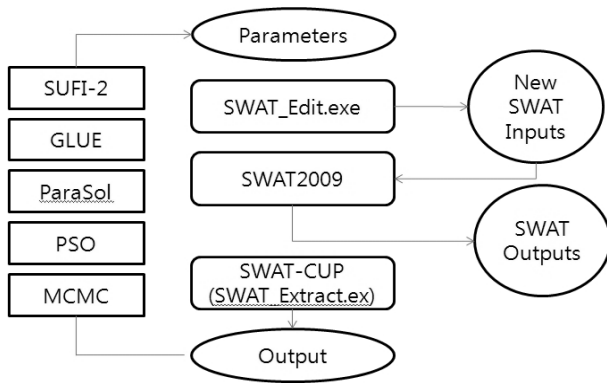 Parameters
SUFI-2
GLUE
ParaSol
PSO
MCMC
SWAT_Edit.exe
New
SWAT
Inputs
SWAT2009
SWAT
Outputs
SWAT-CUP
(SWAT_Extract.ex)
Output